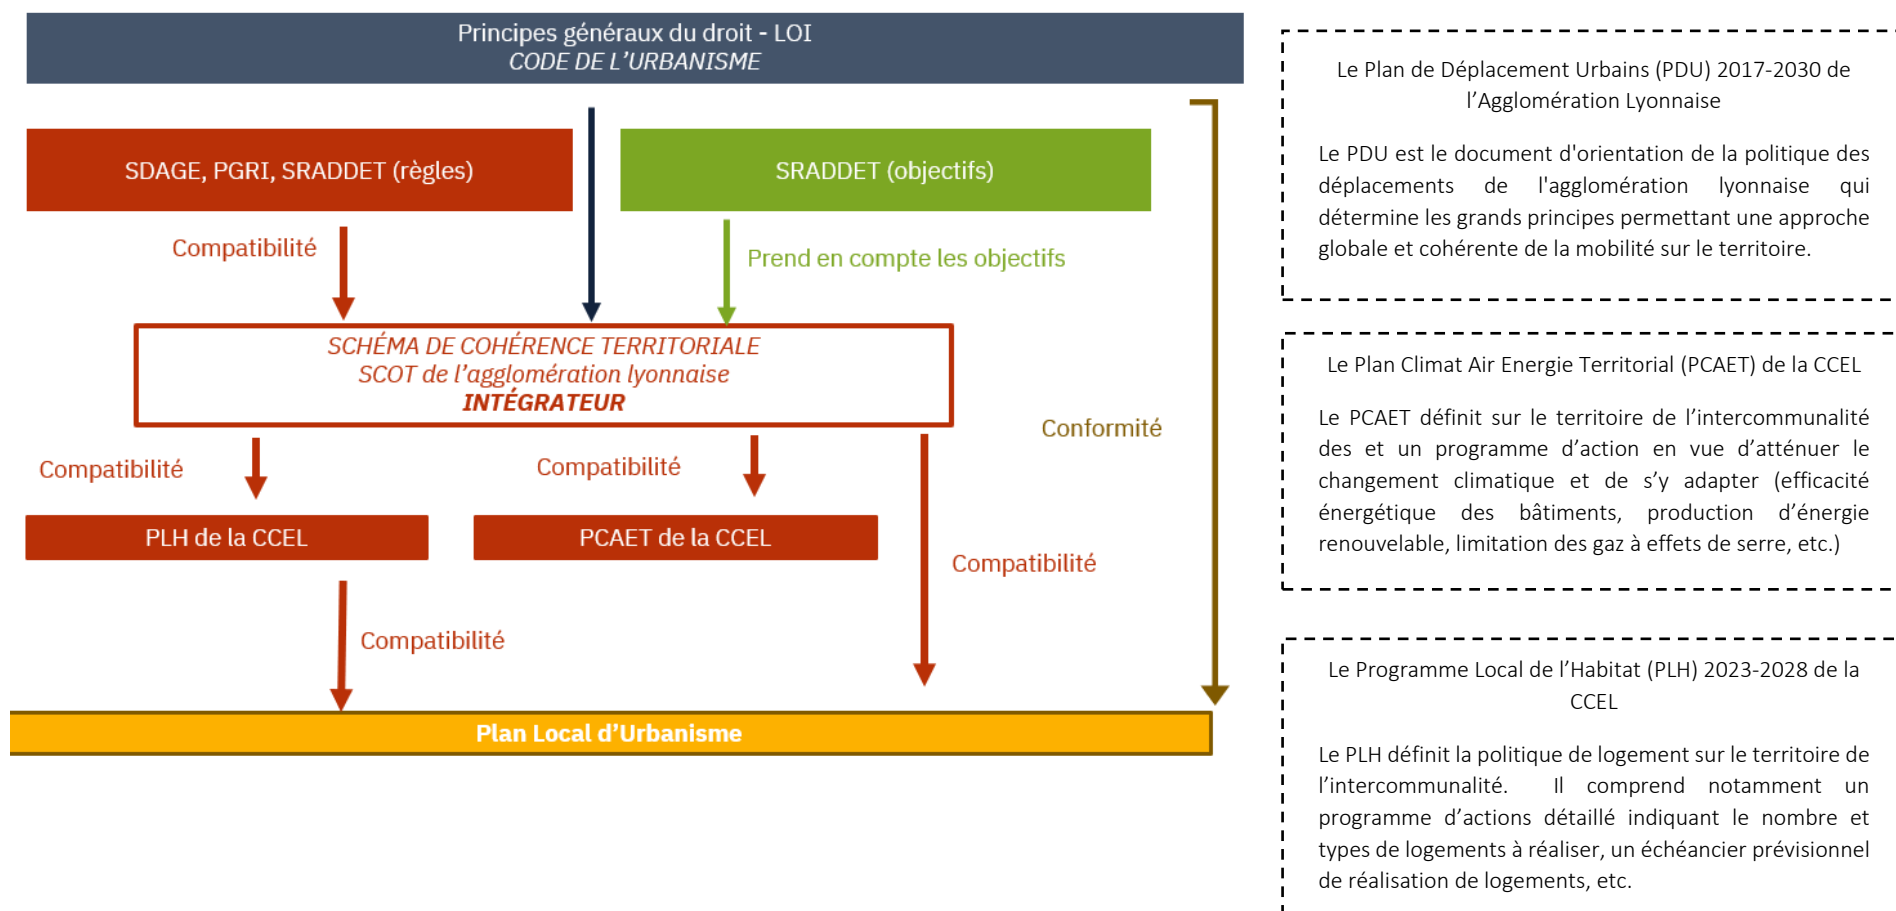 Principes généraux du droit - LOI
CODE DE L’URBANISME
SDAGE, PGRI, SRADDET (règles)
SRADDET (objectifs)
Compatibilité
Prend en compte les objectifs
SCHÉMA DE COHÉRENCE TERRITORIALE
SCOT de l’agglomération lyonnaise
INTÉGRATEUR
Conformité
Compatibilité
Compatibilité
PLH de la CCEL
PCAET de la CCEL
Compatibilité
Compatibilité
Plan Local d’Urbanisme
Le Plan de Déplacement Urbains (PDU) 2017-2030 de
l’Agglomération Lyonnaise
Le PDU est le document d'orientation de la politique des
déplacements de l'agglomération lyonnaise qui
détermine les grands principes permettant une approche
globale et cohérente de la mobilité sur le territoire.
Le Plan Climat Air Energie Territorial (PCAET) de la CCEL
Le PCAET définit sur le territoire de l’intercommunalité
des et un programme d’action en vue d’atténuer le
changement climatique et de s’y adapter (efficacité
énergétique des bâtiments, production d’énergie
renouvelable, limitation des gaz à effets de serre, etc.)
Le Programme Local de l’Habitat (PLH) 2023-2028 de la
CCEL
Le PLH définit la politique de logement sur le territoire de
l’intercommunalité. Il comprend notamment un
programme d’actions détaillé indiquant le nombre et
types de logements à réaliser, un échéancier prévisionnel
de réalisation de logements, etc.